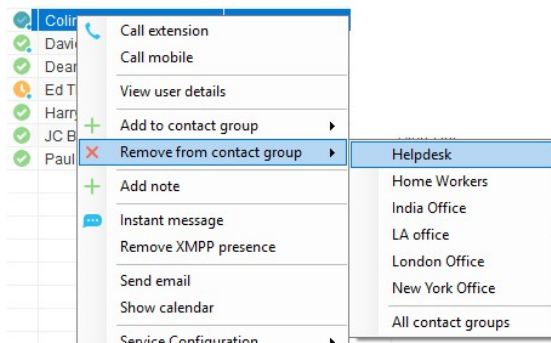 Colin
Davi
Dear
Ed T
Harry
JC B
Paul
Call extension
Call mobile
View user details
Add to contact group
Remove from contact group
Add note
Instant message
Remove XMPP presence
Send email
Show calendar
Service Configuration
Helpdesk
Home Workers
India Office
LA office
London Office
New York Office
All contact groups